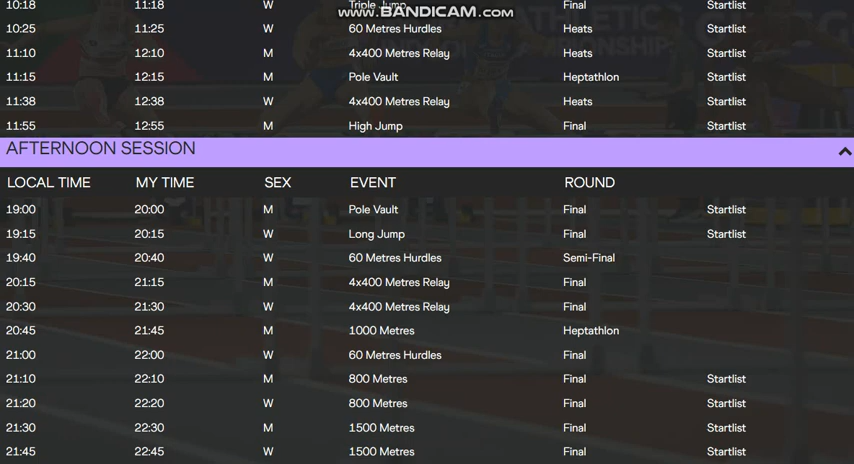 10:18 11:18 W Triple Jump Final Startlist
www.BANDICAM.com
10:25 11:25 W 60 Metres Hurdles Heats Startlist
11:10 12:10 M 4x400 Metres Relay Heats Startlist
11:15 12:15 M Pole Vault Heptathlon Startlist
11:38 12:38 W 4x400 Metres Relay Heats Startlist
11:55 12:55 M High Jump Final Startlist
AFTERNOON SESSION
LOCAL TIME MY TIME SEX EVENT ROUND
19:00 20:00 M Pole Vault Final Startlist
19:15 20:15 W Long Jump Final Startlist
19:40 20:40 W 60 Metres Hurdles Semi-Final
20:15 21:15 M 4x400 Metres Relay Final
20:30 21:30 W 4x400 Metres Relay Final
20:45 21:45 M 1000 Metres Heptathlon
21:00 22:00 W 60 Metres Hurdles Final
21:10 22:10 M 800 Metres Final Startlist
21:20 22:20 W 800 Metres Final Startlist
21:30 22:30 M 1500 Metres Final Startlist
21:45 22:45 W 1500 Metres Final Startlist